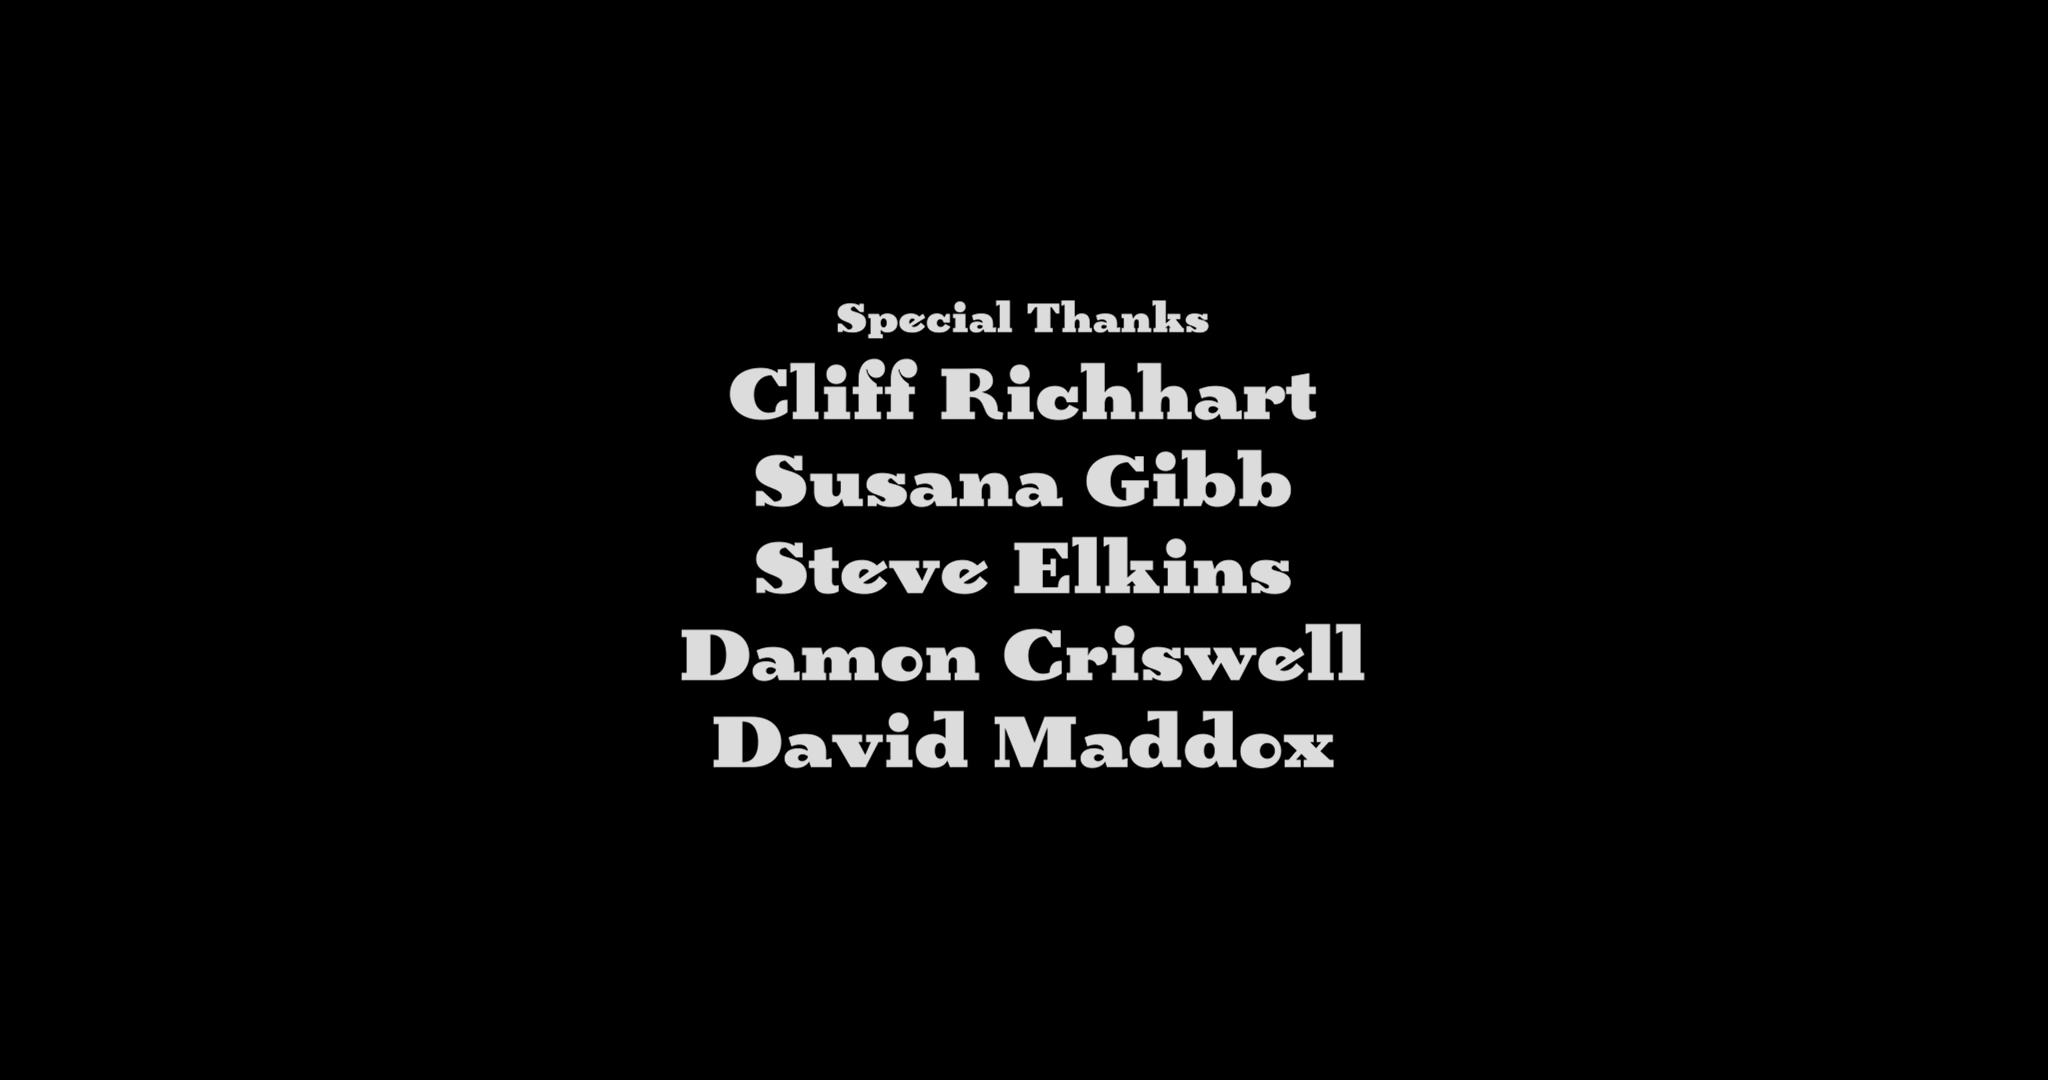 Special Thanks
Cliff Richhart
Susana Gibb
Steve Elkins
Damon Criswell
David Maddox